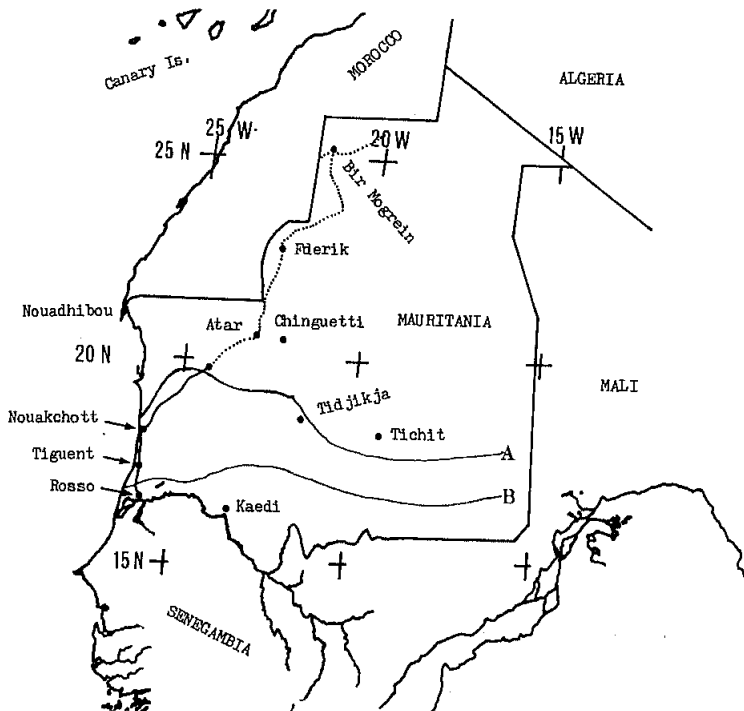 Canary Is.
MOROCCO
ALGERIA
25 W
25 N
20 W
15 W
Bir Mogrein
Fderik
Nouadhibou
Atar
Chinguetti
MAURITANIA
20 N
MALI
Tidjikja
Nouakchott
Tichit
Tiguent
A
Rosso
B
Kaedi
15 N
SENEGAMBIA